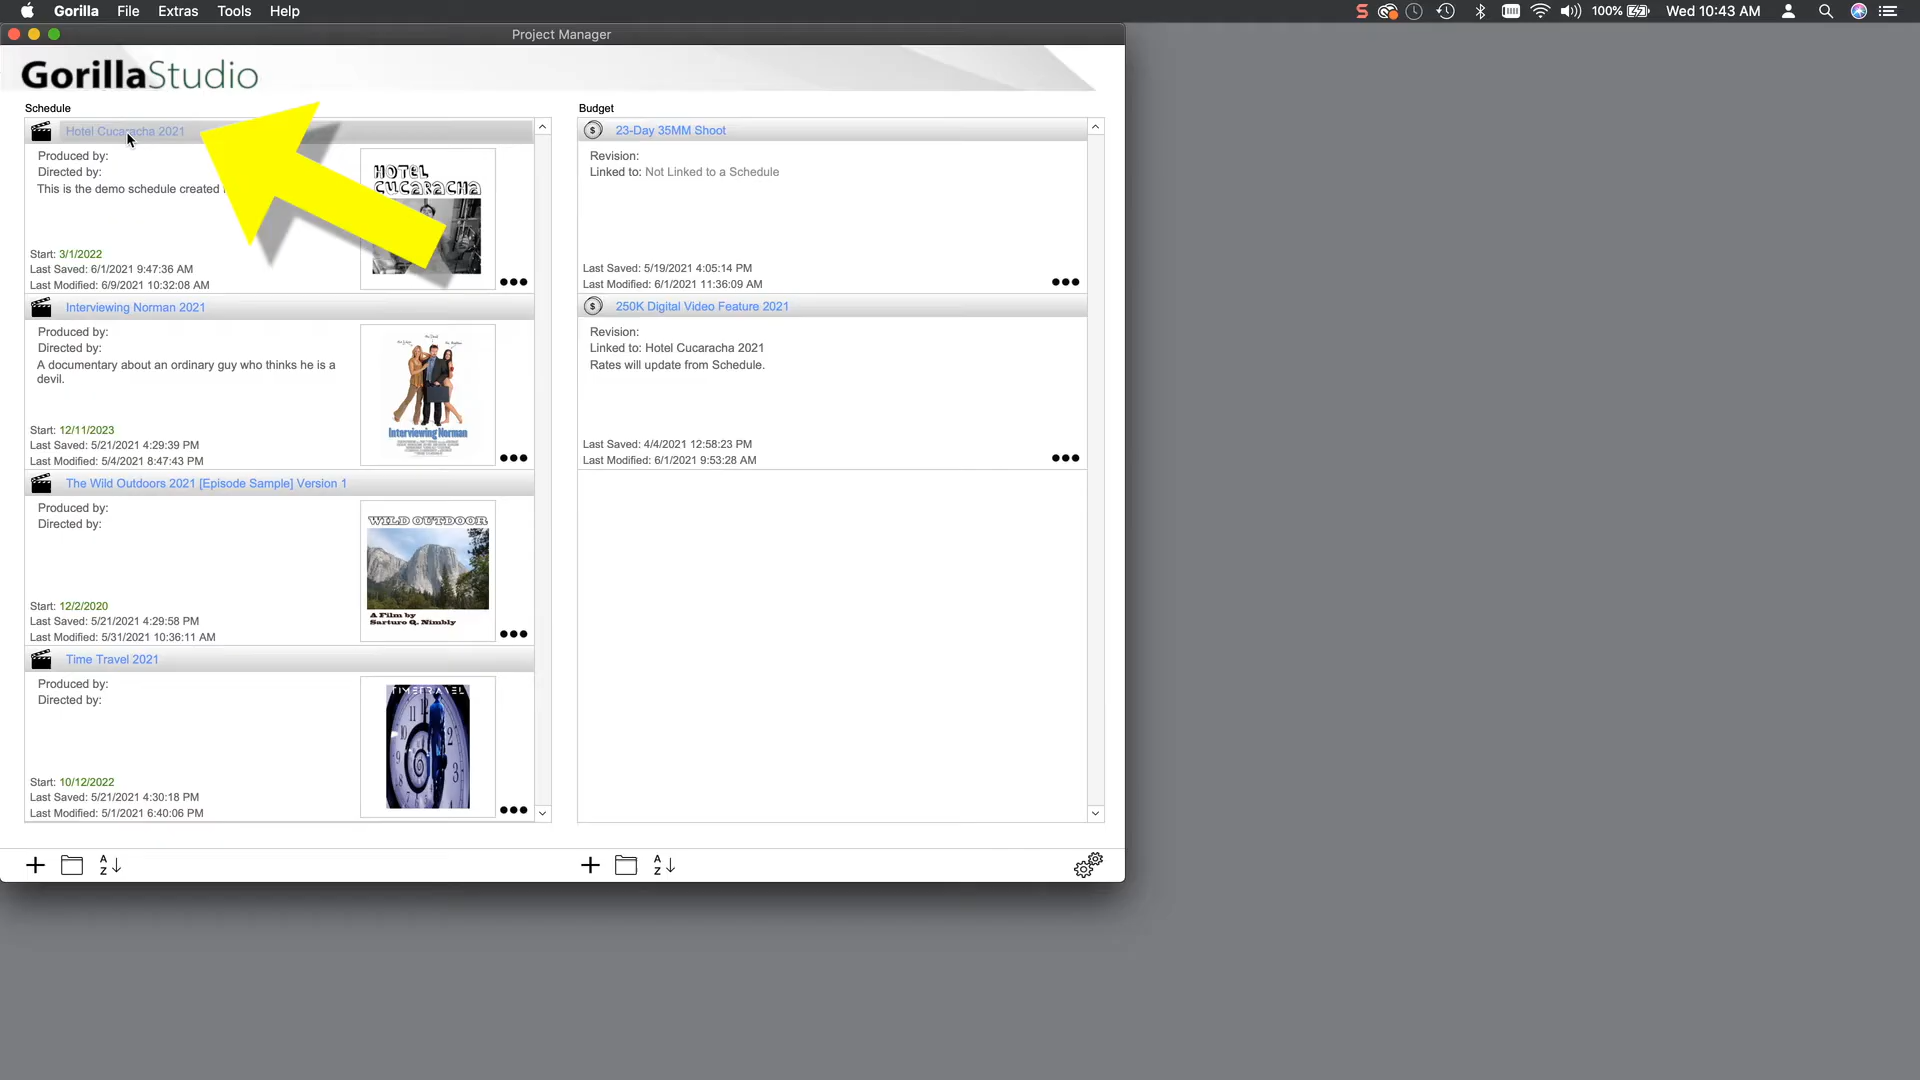 Gorilla File Extras Tools Help
100% Wed 10:43 AM
Project Manager
GorillaStudio
Schedule
Hotel Cucaracha 2021
Produced by:
Directed by:
This is the demo schedule created
HOTEL
CUCARACHA
Start: 3/1/2022
Last Saved: 6/1/2021 9:47:36 AM
Last Modified: 6/9/2021 10:32:08 AM
Interviewing Norman 2021
Produced by:
Directed by:
A documentary about an ordinary guy who thinks he is a
devil.
Interviewing Norman
Start: 12/11/2023
Last Saved: 5/21/2021 4:29:39 PM
Last Modified: 5/4/2021 8:47:43 PM
The Wild Outdoors 2021 [Episode Sample] Version 1
Produced by:
Directed by:
WILD OUTDOOR
A Film by
Sarturo Q. Nimbly
Start: 12/2/2020
Last Saved: 5/21/2021 4:29:58 PM
Last Modified: 5/31/2021 10:36:11 AM
Time Travel 2021
Produced by:
Directed by:
TIMETRAVEL
Start: 10/12/2022
Last Saved: 5/21/2021 4:30:18 PM
Last Modified: 5/1/2021 6:40:06 PM
Budget
23-Day 35MM Shoot
Revision:
Linked to: Not Linked to a Schedule
Last Saved: 5/19/2021 4:05:14 PM
Last Modified: 6/1/2021 11:36:09 AM
250K Digital Video Feature 2021
Revision:
Linked to: Hotel Cucaracha 2021
Rates will update from Schedule.
Last Saved: 4/4/2021 12:58:23 PM
Last Modified: 6/1/2021 9:53:28 AM